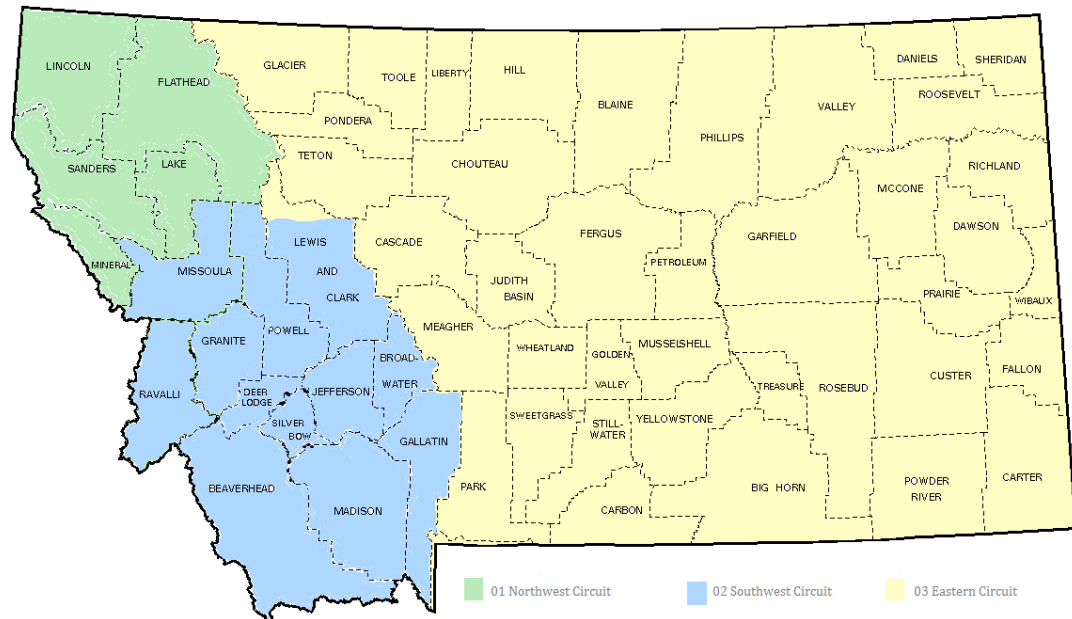 LINCOLN
FLATHEAD
GLACIER
TOOLE
LIBERTY
HILL
BLAINE
PHILLIPS
VALLEY
DANIELS
SHERIDAN
ROOSEVELT
PONDERA
TETON
CHOUTEAU
SANDERS
LAKE
RICHLAND
MCCONE
DAWSON
MINERAL
MISSOULA
LEWIS
AND
CLARK
CASCADE
FERGUS
PETROLEUM
GARFIELD
JUDITH
BASIN
PRAIRIE
WIBAUX
GRANITE
POWELL
MEAGHER
WHEATLAND
GOLDEN
VALLEY
MUSSELSHELL
RAVALLI
DEER
LODGE
JEFFERSON
BROAD-
WATER
TREASURE
ROSEBUD
CUSTER
FALLON
SILVER
BOW
GALLATIN
SWEETGRASS
STILL-
WATER
YELLOWSTONE
BEAVERHEAD
MADISON
PARK
CARBON
BIG HORN
POWDER
RIVER
CARTER
01 Northwest Circuit
02 Southwest Circuit
03 Eastern Circuit